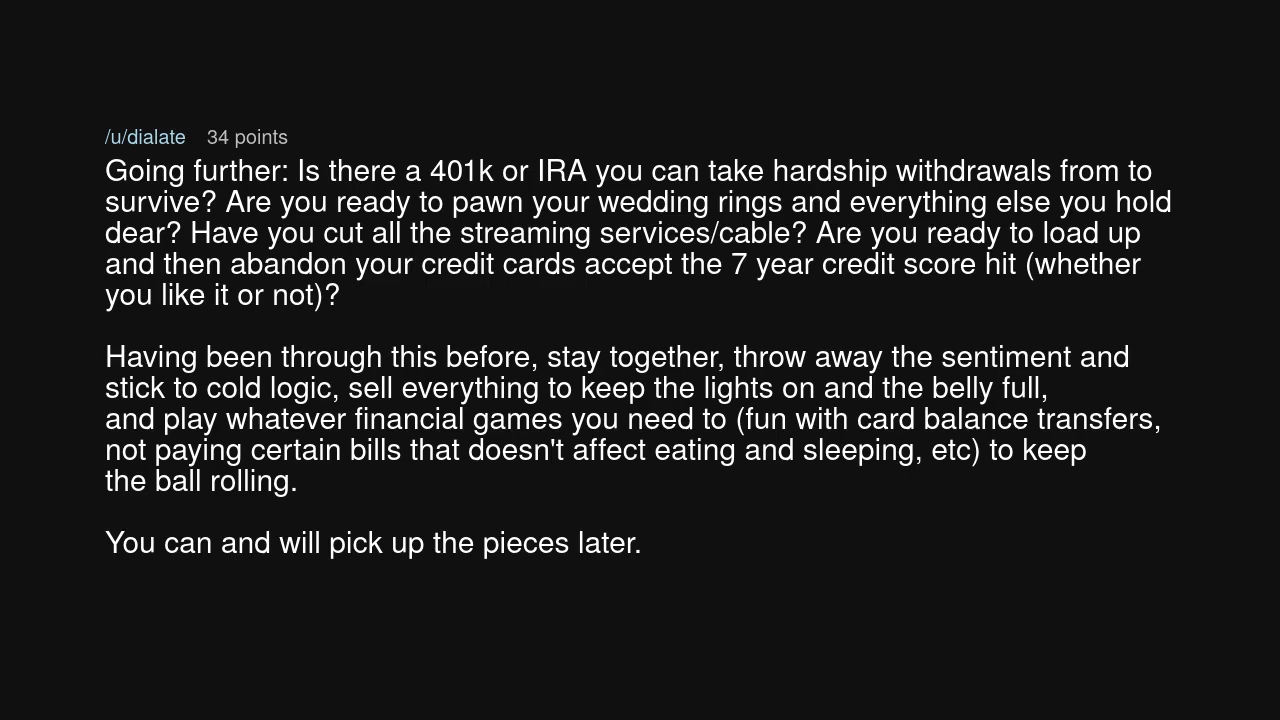 /u/dialate 34 points
Going further: Is there a 401k or IRA you can take hardship withdrawals from to
survive? Are you ready to pawn your wedding rings and everything else you hold
dear? Have you cut all the streaming services/cable? Are you ready to load up
and then abandon your credit cards accept the 7 year credit score hit (whether
you like it or not)?
Having been through this before, stay together, throw away the sentiment and
stick to cold logic, sell everything to keep the lights on and the belly full,
and play whatever financial games you need to (fun with card balance transfers,
not paying certain bills that doesn't affect eating and sleeping, etc) to keep
the ball rolling.
You can and will pick up the pieces later.